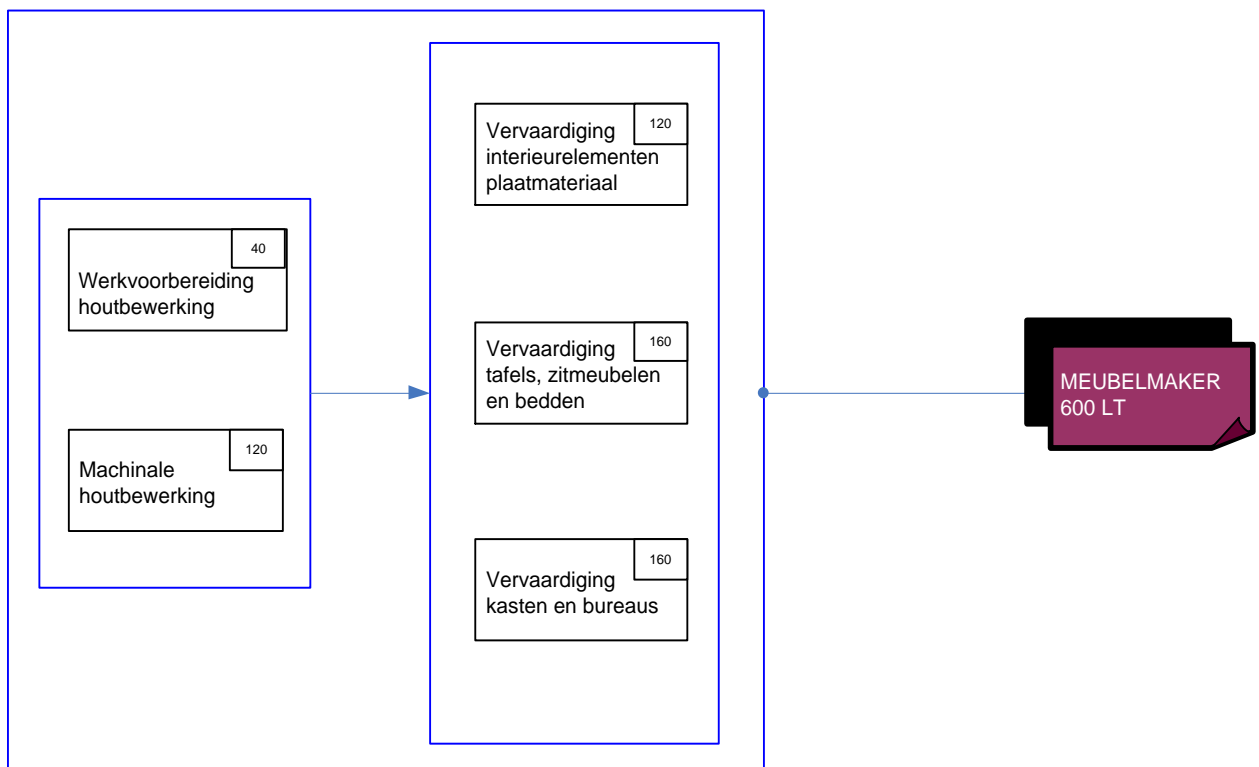 40
Werkvoorbereiding
houtbewerking
120
Machinale
houtbewerking
120
Vervaardiging
interieurelementen
plaatmateriaal
160
Vervaardiging
tafels, zitmeubelen
en bedden
160
Vervaardiging
kasten en bureaus
MEUBELMAKER
600 LT